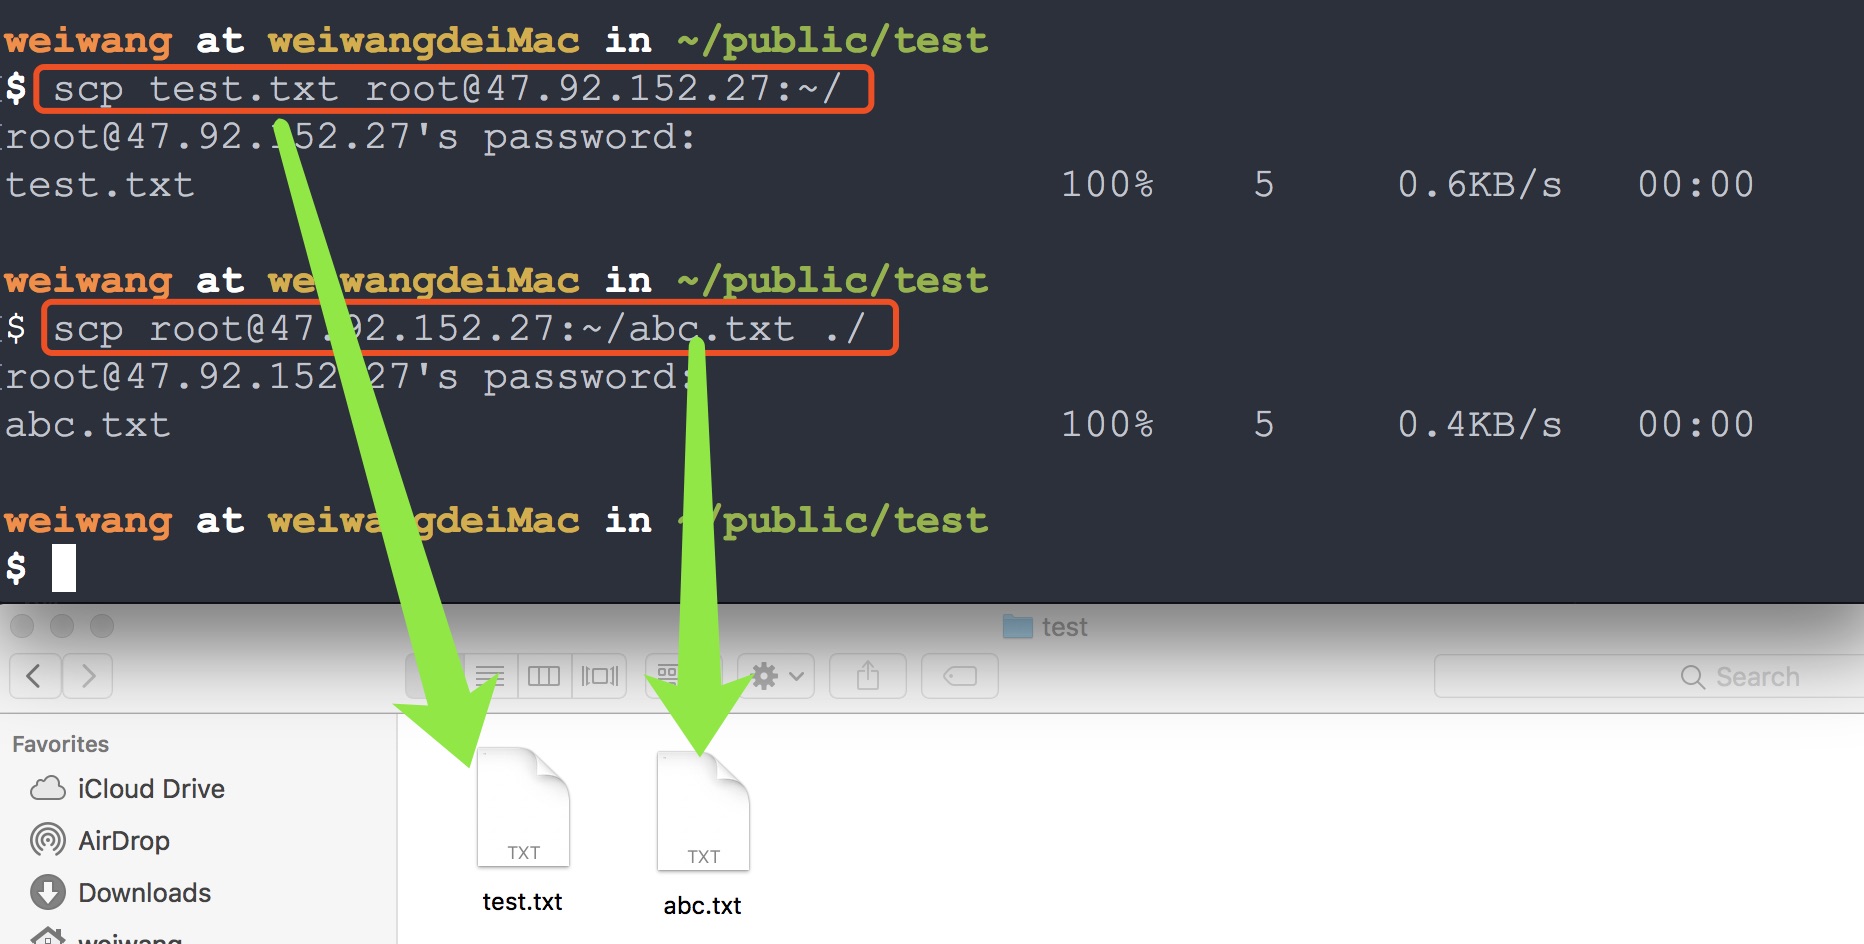 weiwang at weiwangdeiMac in ~/public/test
$ scp test.txt root@47.92.152.27:~/
root@47.92.152.27's password:
test.txt 100% 5 0.6KB/s 00:00
weiwang at weiwangdeiMac in ~/public/test
$ scp root@47.92.152.27:~/abc.txt ./
root@47.92.152.27's password:
abc.txt 100% 5 0.4KB/s 00:00
weiwang at weiwangdeiMac in ~/public/test
$
test
Search
Favorites
iCloud Drive
AirDrop
Downloads
weiwang
TXT
test.txt
TXT
abc.txt